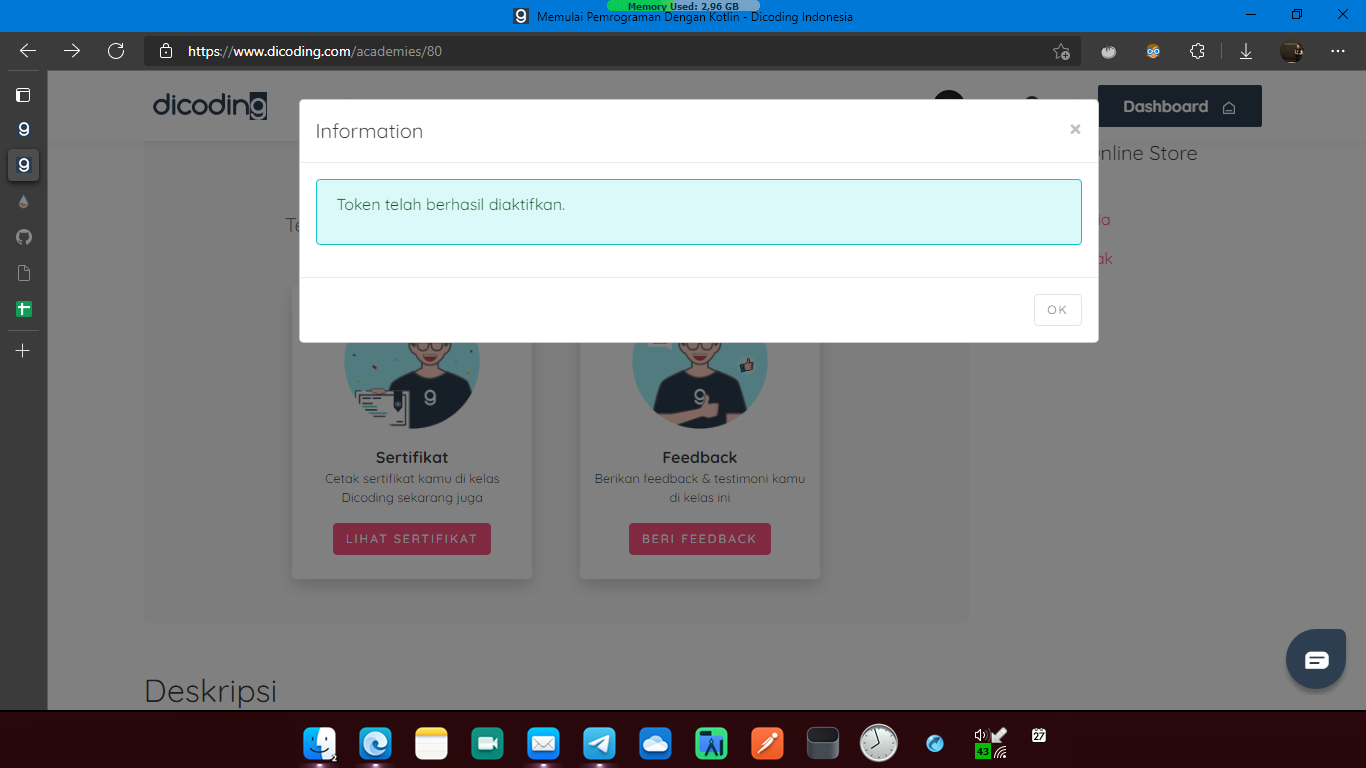 Memory Used: 2,96 GB
Memulai Pemrograman Dengan Kotlin - Dicoding Indonesia
https://www.dicoding.com/academies/80
dicoding
Dashboard
Information
×
nline Store
Token telah berhasil diaktifkan.
Te
ia
ak
OK
Sertifikat
Cetak sertifikat kamu di kelas
Dicoding sekarang juga
LIHAT SERTIFIKAT
Feedback
Berikan feedback & testimoni kamu
di kelas ini
BERI FEEDBACK
Deskripsi
2
43
27